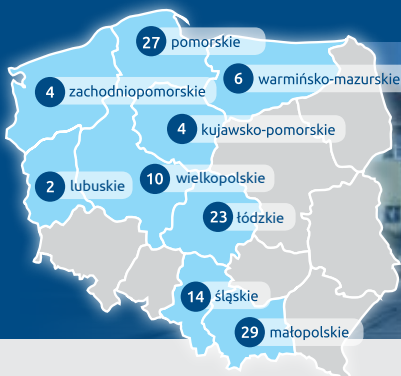 27 pomorskie
6 warmińsko-mazurskie
4 zachodniopomorskie
4 kujawsko-pomorskie
10 wielkopolskie
2 lubuskie
23 łódzkie
14 śląskie
29 małopolskie